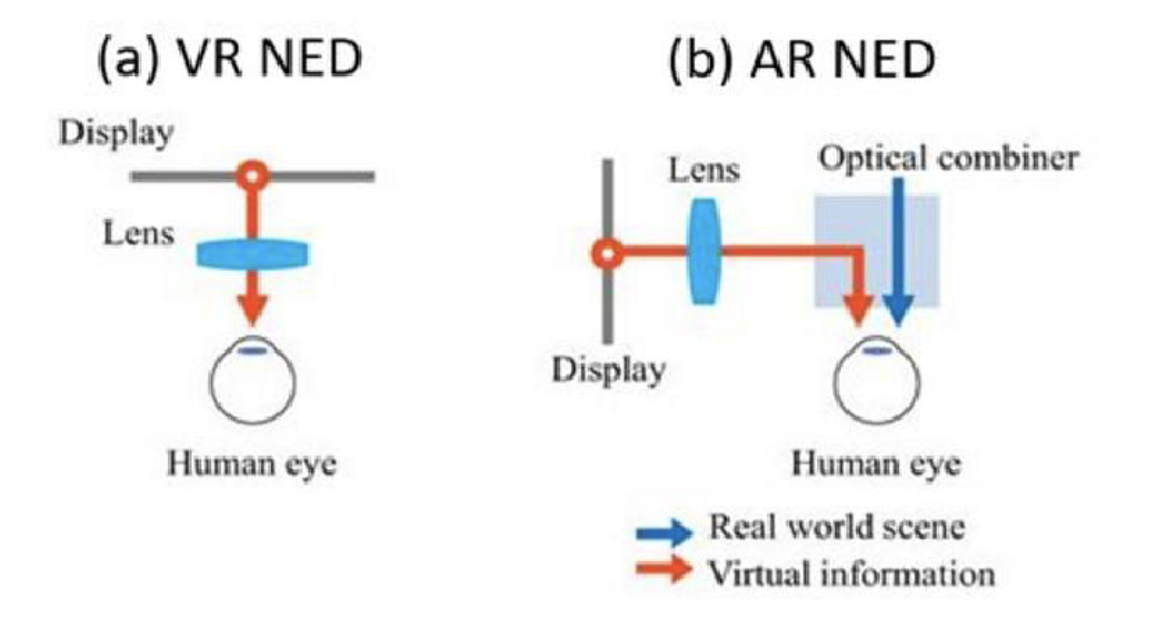 (a) VR NED
Display
Lens
Human eye
(b) AR NED
Lens
Optical combiner
Display
Human eye
Real world scene
Virtual information